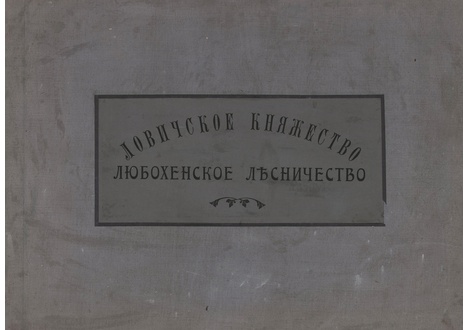 ЛОВИЧСКОЕ КНЯЖЕСТВО
ЛЮБОХЕНСКОЕ ЛѢСНИЧЕСТВО